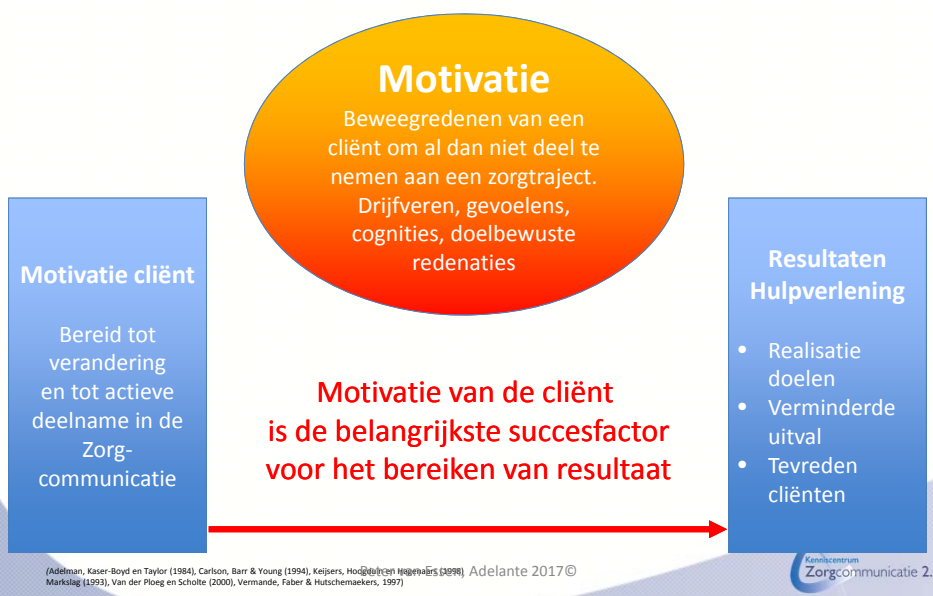 Motivatie
Beweegredenen van een
cliënt om al dan niet deel te
nemen aan een zorgtraject.
Drijfveren, gevoelens,
cognities, doelbewuste
redenaties
Motivatie cliënt
Bereid tot
verandering
en tot actieve
deelname in de
Zorg-
communicatie
Motivatie van de cliënt
is de belangrijkste succesfactor
voor het bereiken van resultaat
Resultaten
Hulpverlening
• Realisatie
doelen
• Verminderde
uitval
• Tevreden
cliënten
(Adelman, Kaser-Boyd en Taylor (1984), Carlson, Barr & Young (1994), Keijsers,
Markslag (1993), Van der Ploeg en Scholte (2000), Vermande, Faber & Hutschemaekers, 1997)
Adelante 2017©
Kenniscentrum
Zorgcommunicatie 2.